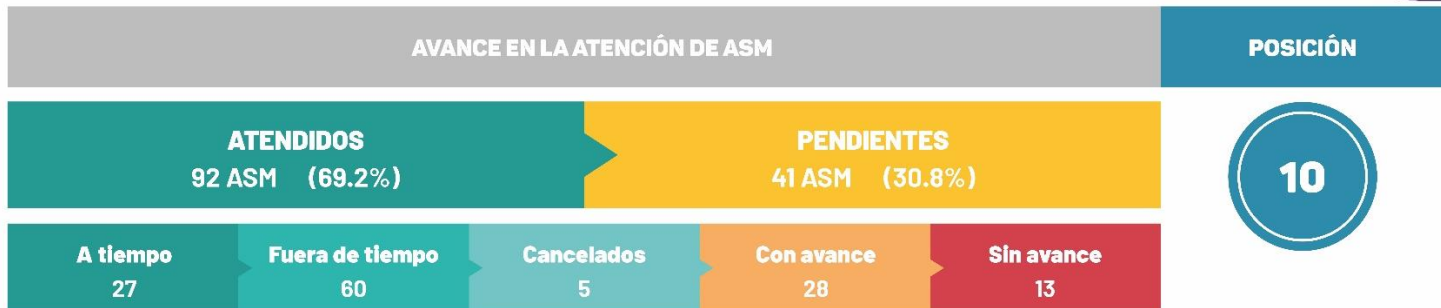 AVANCE EN LA ATENCIÓN DE ASM
POSICIÓN
ATENDIDOS
92 ASM (69.2%)
PENDIENTES
41 ASM (30.8%)
10
A tiempo
27
Fuera de tiempo
60
Cancelados
5
Con avance
28
Sin avance
13